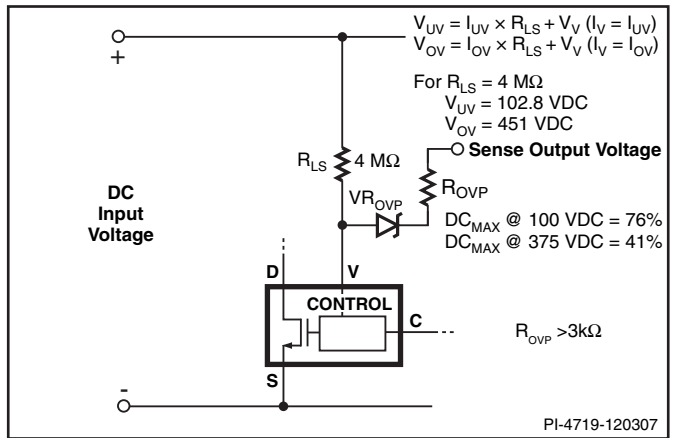 V_UV = I_UV × R_LS + V_V (I_V = I_UV)
V_OV = I_OV × R_LS + V_V (I_V = I_OV)
+
For R_LS = 4 MΩ
V_UV = 102.8 VDC
V_OV = 451 VDC
Sense Output Voltage
R_LS 4 MΩ
R_OVP
VR_OVP
DC Input Voltage
DC_MAX @ 100 VDC = 76%
DC_MAX @ 375 VDC = 41%
D V
CONTROL
C
R_OVP >3kΩ
S
-
PI-4719-120307